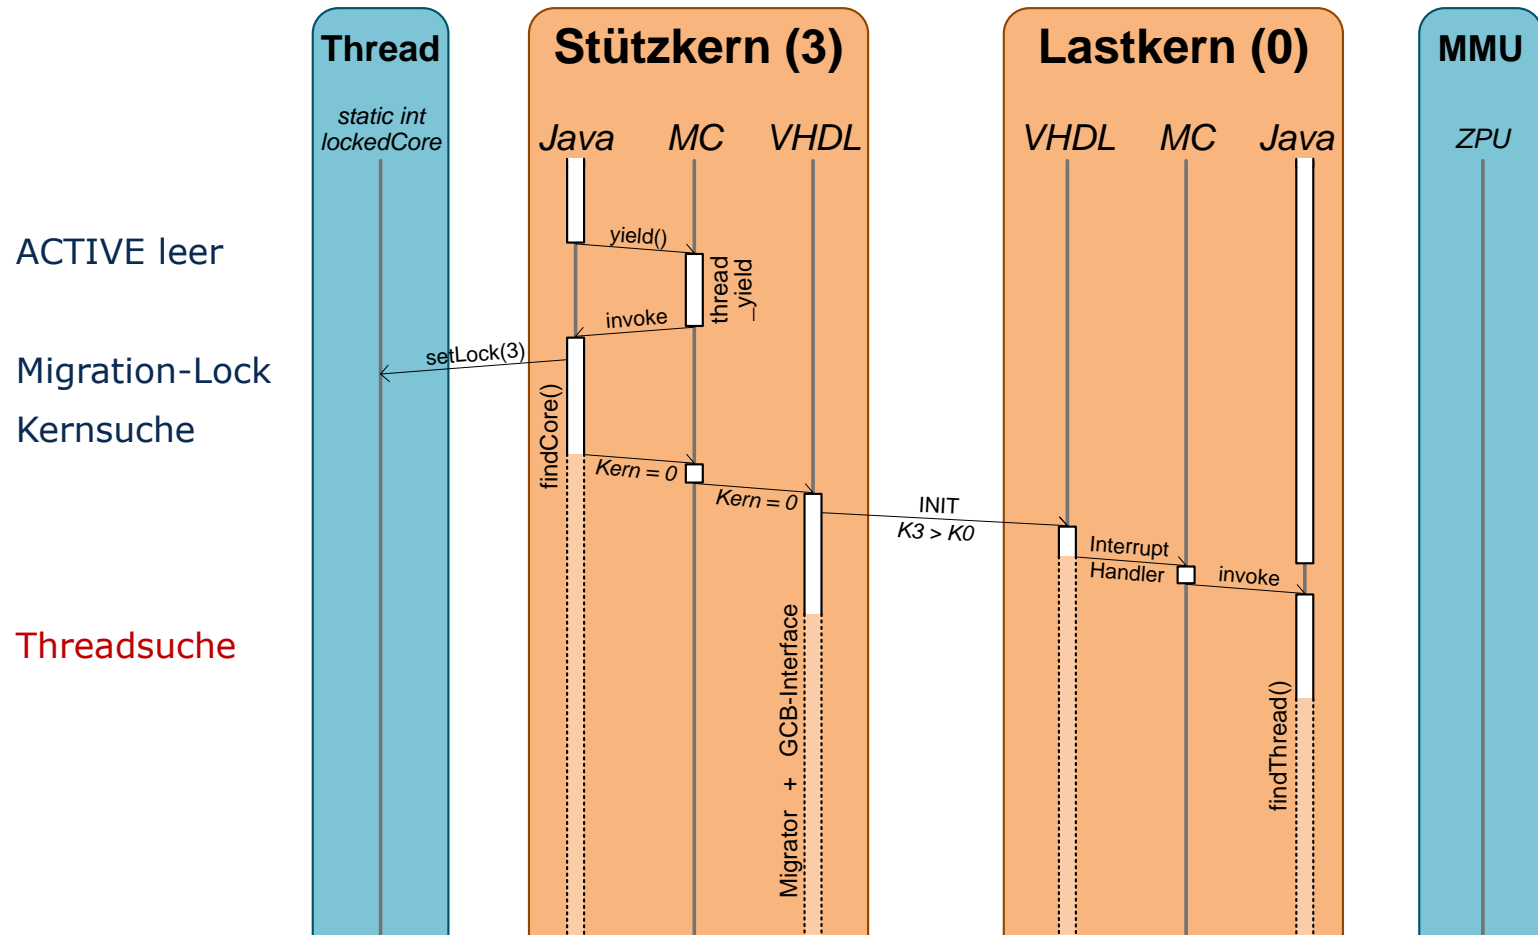 Thread
Stützkern (3)
Lastkern (0)
MMU
static int
lockedCore
Java
MC
VHDL
VHDL
MC
Java
ZPU
ACTIVE leer
yield()
thread
_yield
invoke
setLock(3)
Migration-Lock
findCore()
Kernsuche
Kern = 0
Kern = 0
INIT
K3 > K0
Interrupt
Handler
invoke
Threadsuche
Migrator + GCB-Interface
findThread()